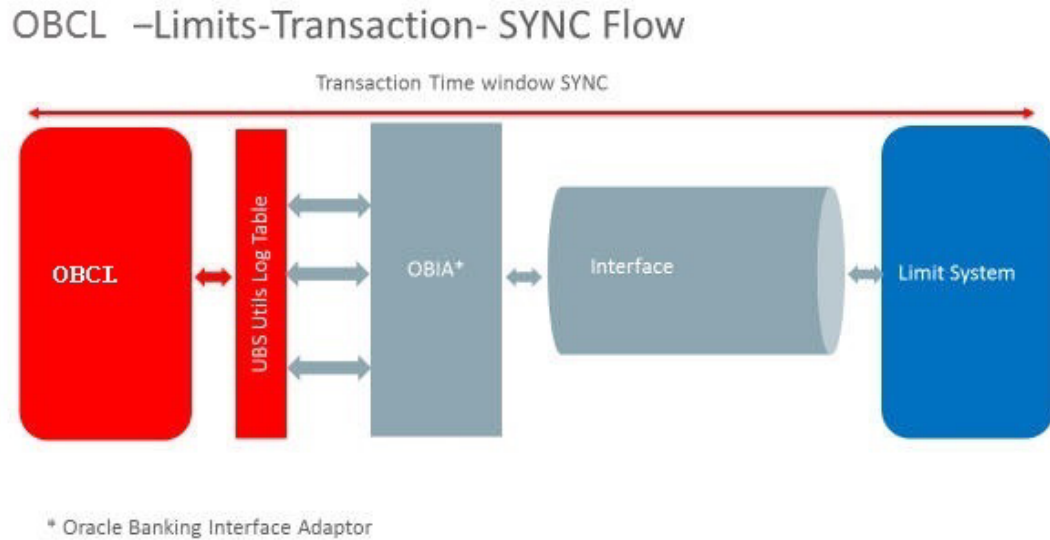 OBCL –Limits-Transaction- SYNC Flow
Transaction Time window SYNC
OBCL
UBS Utils Log Table
OBIA*
Interface
Limit System
* Oracle Banking Interface Adaptor